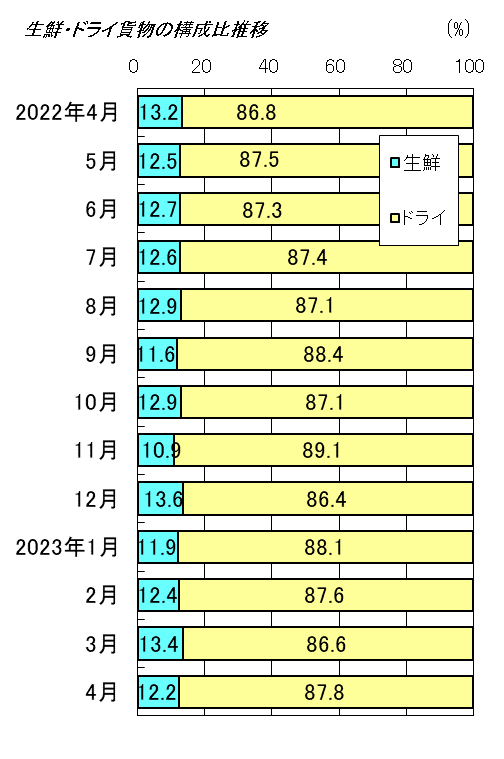 生鮮・ドライ貨物の構成比推移 (%)
0 20 40 60 80 100
2022年4月 13.2 86.8
5月 12.5 87.5
生鮮
6月 12.7 87.3
ドライ
7月 12.6 87.4
8月 12.9 87.1
9月 11.6 88.4
10月 12.9 87.1
11月 10.9 89.1
12月 13.6 86.4
2023年1月 11.9 88.1
2月 12.4 87.6
3月 13.4 86.6
4月 12.2 87.8